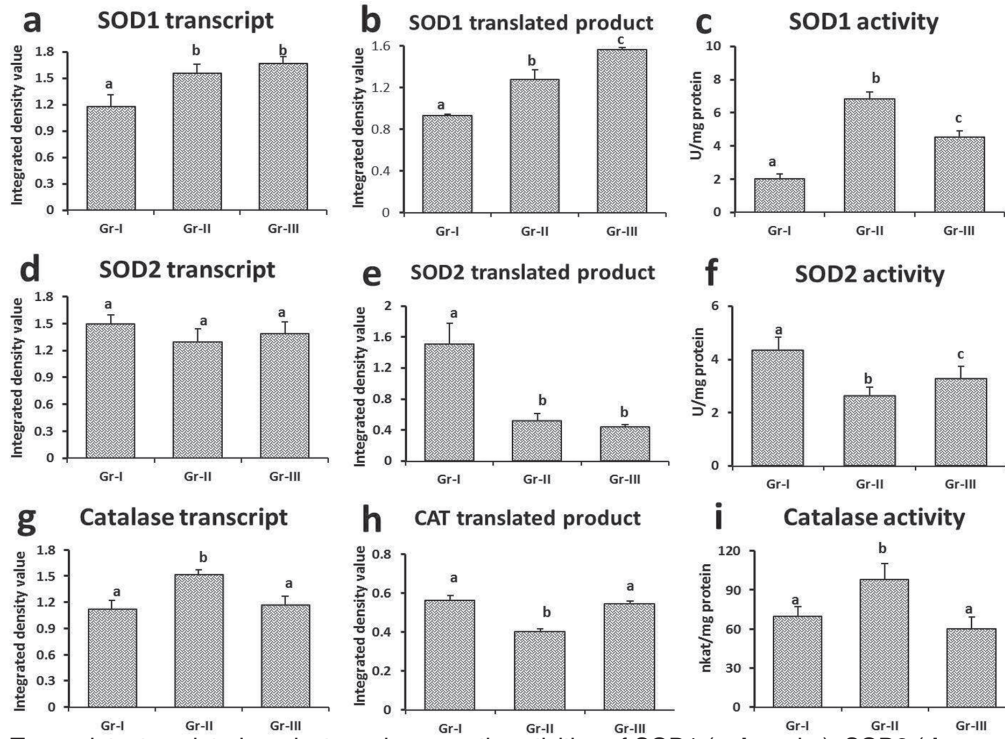 a SOD1 transcript
Integrated density value
1.8
1.5
1.2
0.9
0.6
0.3
0
a
b
b
Gr-I Gr-II Gr-III
b SOD1 translated product
Integrated density value
1.6
1.2
0.8
0.4
0
a
b
c
Gr-I Gr-II Gr-III
c SOD1 activity
U/mg protein
10
8
6
4
2
0
a
b
c
Gr-I Gr-II Gr-III
d SOD2 transcript
Integrated density value
1.8
1.5
1.2
0.9
0.6
0.3
0
a
a
a
Gr-I Gr-II Gr-III
e SOD2 translated product
Integrated density value
2
1.6
1.2
0.8
0.4
0
a
b
b
Gr-I Gr-II Gr-III
f SOD2 activity
U/mg protein
6
4
2
0
a
b
c
Gr-I Gr-II Gr-III
g Catalase transcript
Integrated density value
1.8
1.5
1.2
0.9
0.6
0.3
0
a
b
a
Gr-I Gr-II Gr-III
h CAT translated product
Integrated density value
0.8
0.6
0.4
0.2
0
a
b
a
Gr-I Gr-II Gr-III
i Catalase activity
nkat/mg protein
120
90
60
30
0
a
b
a
Gr-I Gr-II Gr-III